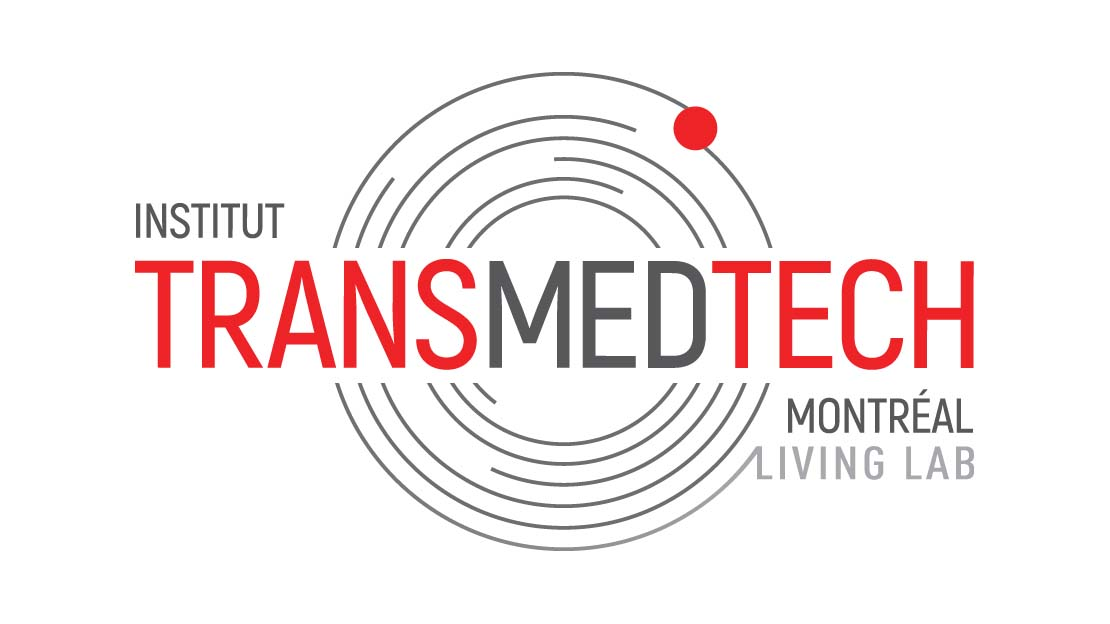 INSTITUT
TRANSMEDTECH
MONTRÉAL
LIVING LAB